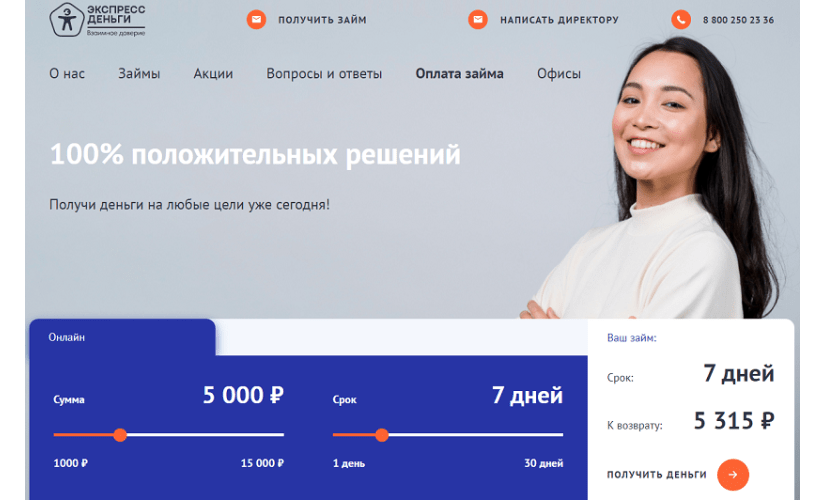 ЭКСПРЕСС
ДЕНЬГИ
Взаимное доверие
ПОЛУЧИТЬ ЗАЙМ
НАПИСАТЬ ДИРЕКТОРУ
8 800 250 23 36
О нас Займы Акции Вопросы и ответы Оплата займа Офисы
100% положительных решений
Получи деньги на любые цели уже сегодня!
Онлайн
Сумма 5 000 ₽
1000 ₽ 15 000 ₽
Срок 7 дней
1 день 30 дней
Ваш займ:
Срок: 7 дней
К возврату: 5 315 ₽
ПОЛУЧИТЬ ДЕНЬГИ